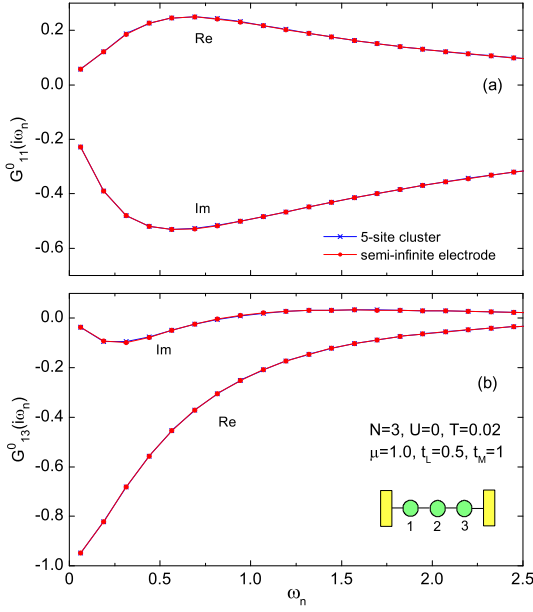 0.2
0.0
-0.2
-0.4
-0.6
G⁰₁₁(iωₙ)
Re
(a)
Im
5-site cluster
semi-infinite electrode
0.0
-0.2
-0.4
-0.6
-0.8
-1.0
G⁰₁₃(iωₙ)
Im
(b)
Re
N=3, U=0, T=0.02
μ=1.0, t_L=0.5, t_M=1
1 2 3
0 0.5 1.0 1.5 2.0 2.5
ωₙ